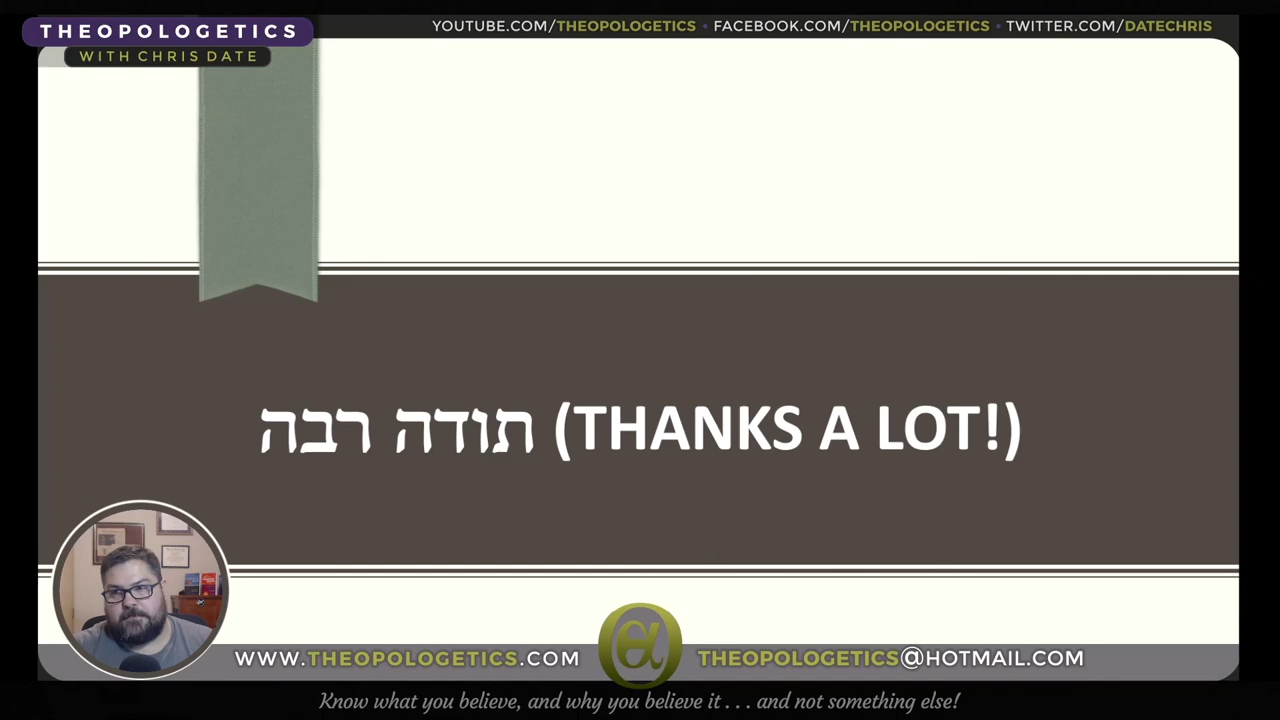 THEOPOLOGETICS
WITH CHRIS DATE
YOUTUBE.COM/THEOPOLOGETICS • FACEBOOK.COM/THEOPOLOGETICS • TWITTER.COM/DATECHRIS
תודה רבה (THANKS A LOT!)
WWW.THEOPOLOGETICS.COM
THEOPOLOGETICS@HOTMAIL.COM
Know what you believe, and why you believe it . . . and not something else!